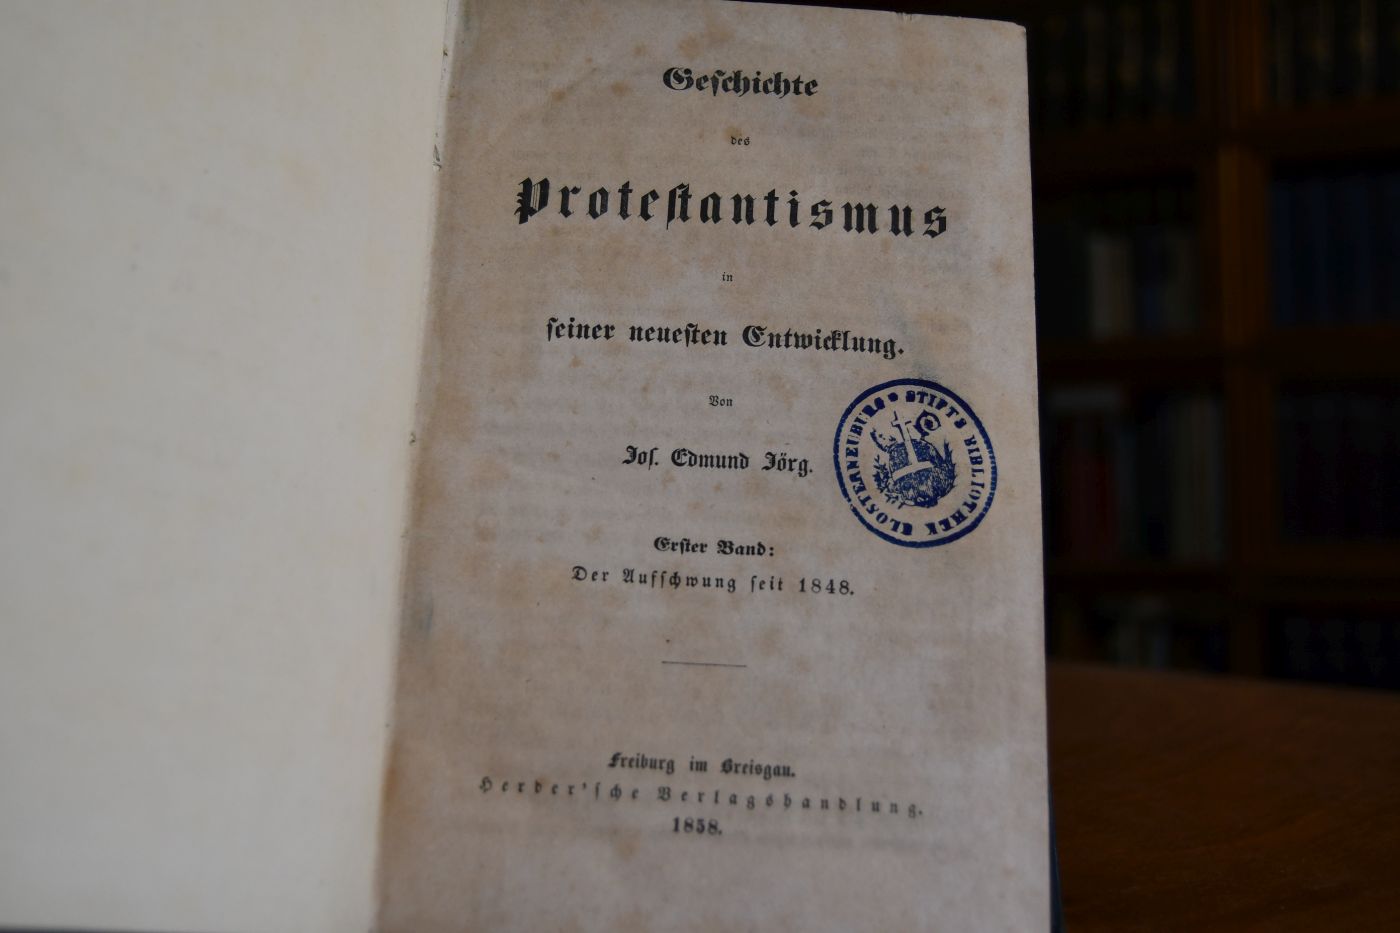 Geschichte
des
Protestantismus
in
seiner neuesten Entwicklung.
Von
Jos. Edmund Jörg.
Erster Band:
Der Aufschwung seit 1848.
Freiburg im Breisgau.
Herder'sche Verlagshandlung.
1858.
STIFTS BIBLIOTHEK KLOSTERNEUBURG